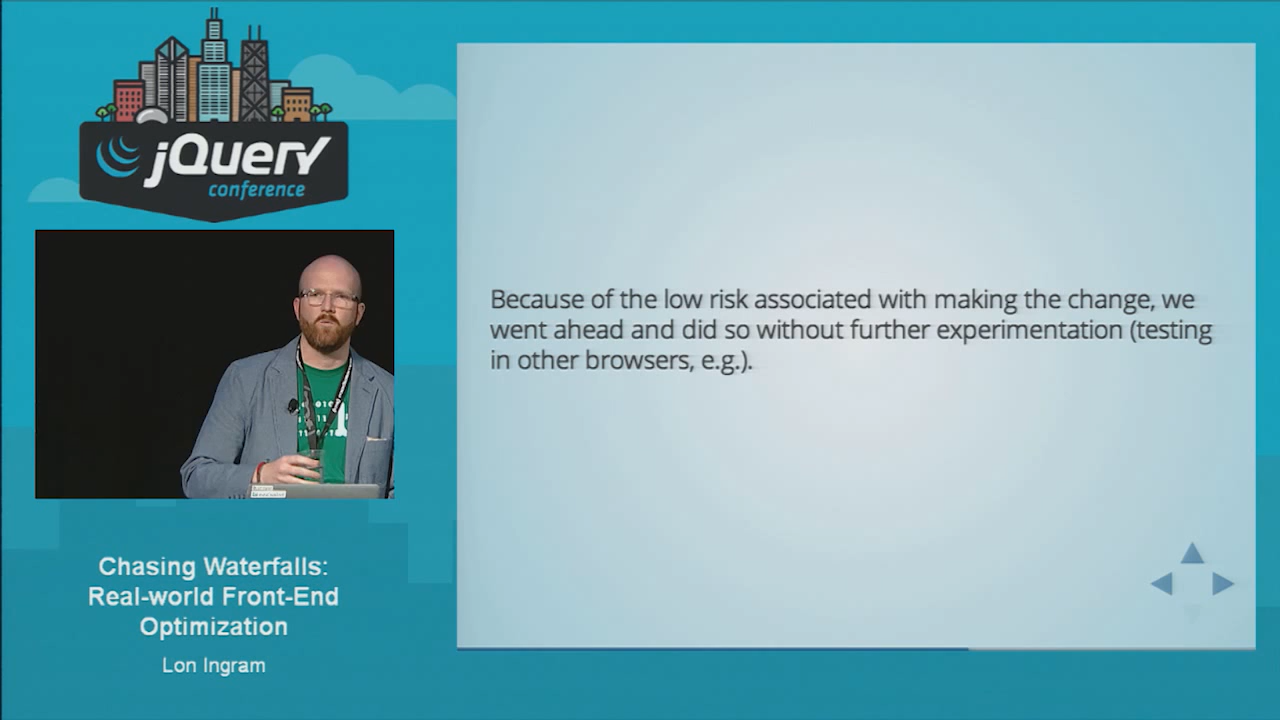 jQuery
conference
Because of the low risk associated with making the change, we
went ahead and did so without further experimentation (testing
in other browsers, e.g.).
Chasing Waterfalls:
Real-world Front-End
Optimization
Lon Ingram